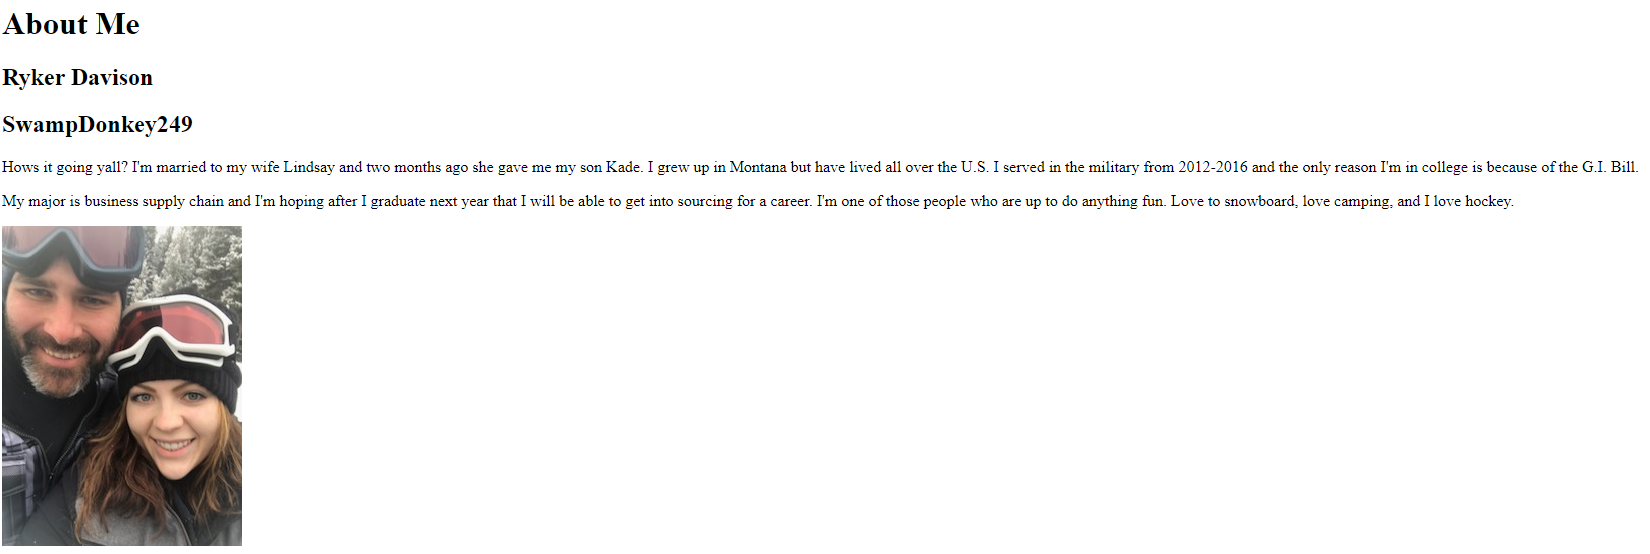 About Me
Ryker Davison
SwampDonkey249
Hows it going yall? I'm married to my wife Lindsay and two months ago she gave me my son Kade. I grew up in Montana but have lived all over the U.S. I served in the military from 2012-2016 and the only reason I'm in college is because of the G.I. Bill.
My major is business supply chain and I'm hoping after I graduate next year that I will be able to get into sourcing for a career. I'm one of those people who are up to do anything fun. Love to snowboard, love camping, and I love hockey.